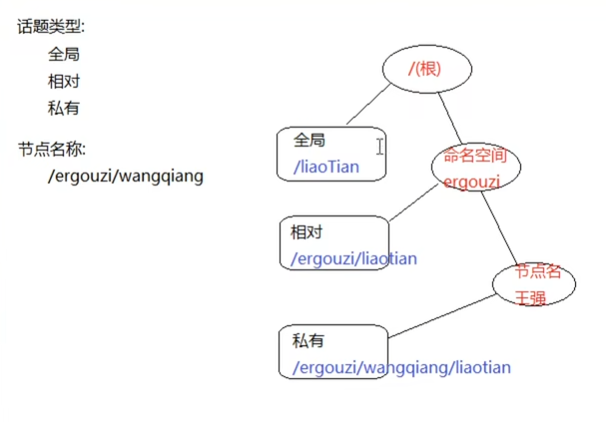 话题类型:
全局
相对
私有
节点名称:
/ergouzi/wangqiang
/(根)
全局
/liaoTian
命名空间
ergouzi
相对
/ergouzi/liaotian
节点名
王强
私有
/ergouzi/wangqiang/liaotian